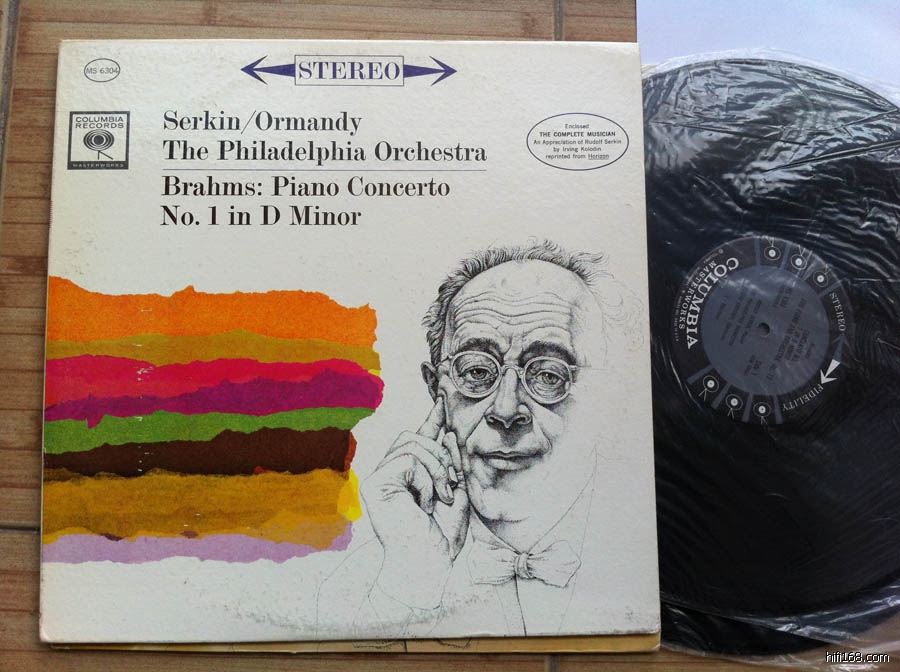 MS 6304
STEREO
COLUMBIA
RECORDS
MASTERWORKS
Serkin/Ormandy
The Philadelphia Orchestra
Brahms: Piano Concerto
No. 1 in D Minor
Enclosed
THE COMPLETE MUSICIAN
An Appreciation of Rudolf Serkin
by Irving Kolodin
reprinted from Horizon
COLUMBIA
MASTERWORKS
STEREO
FIDELITY
hifi168.com